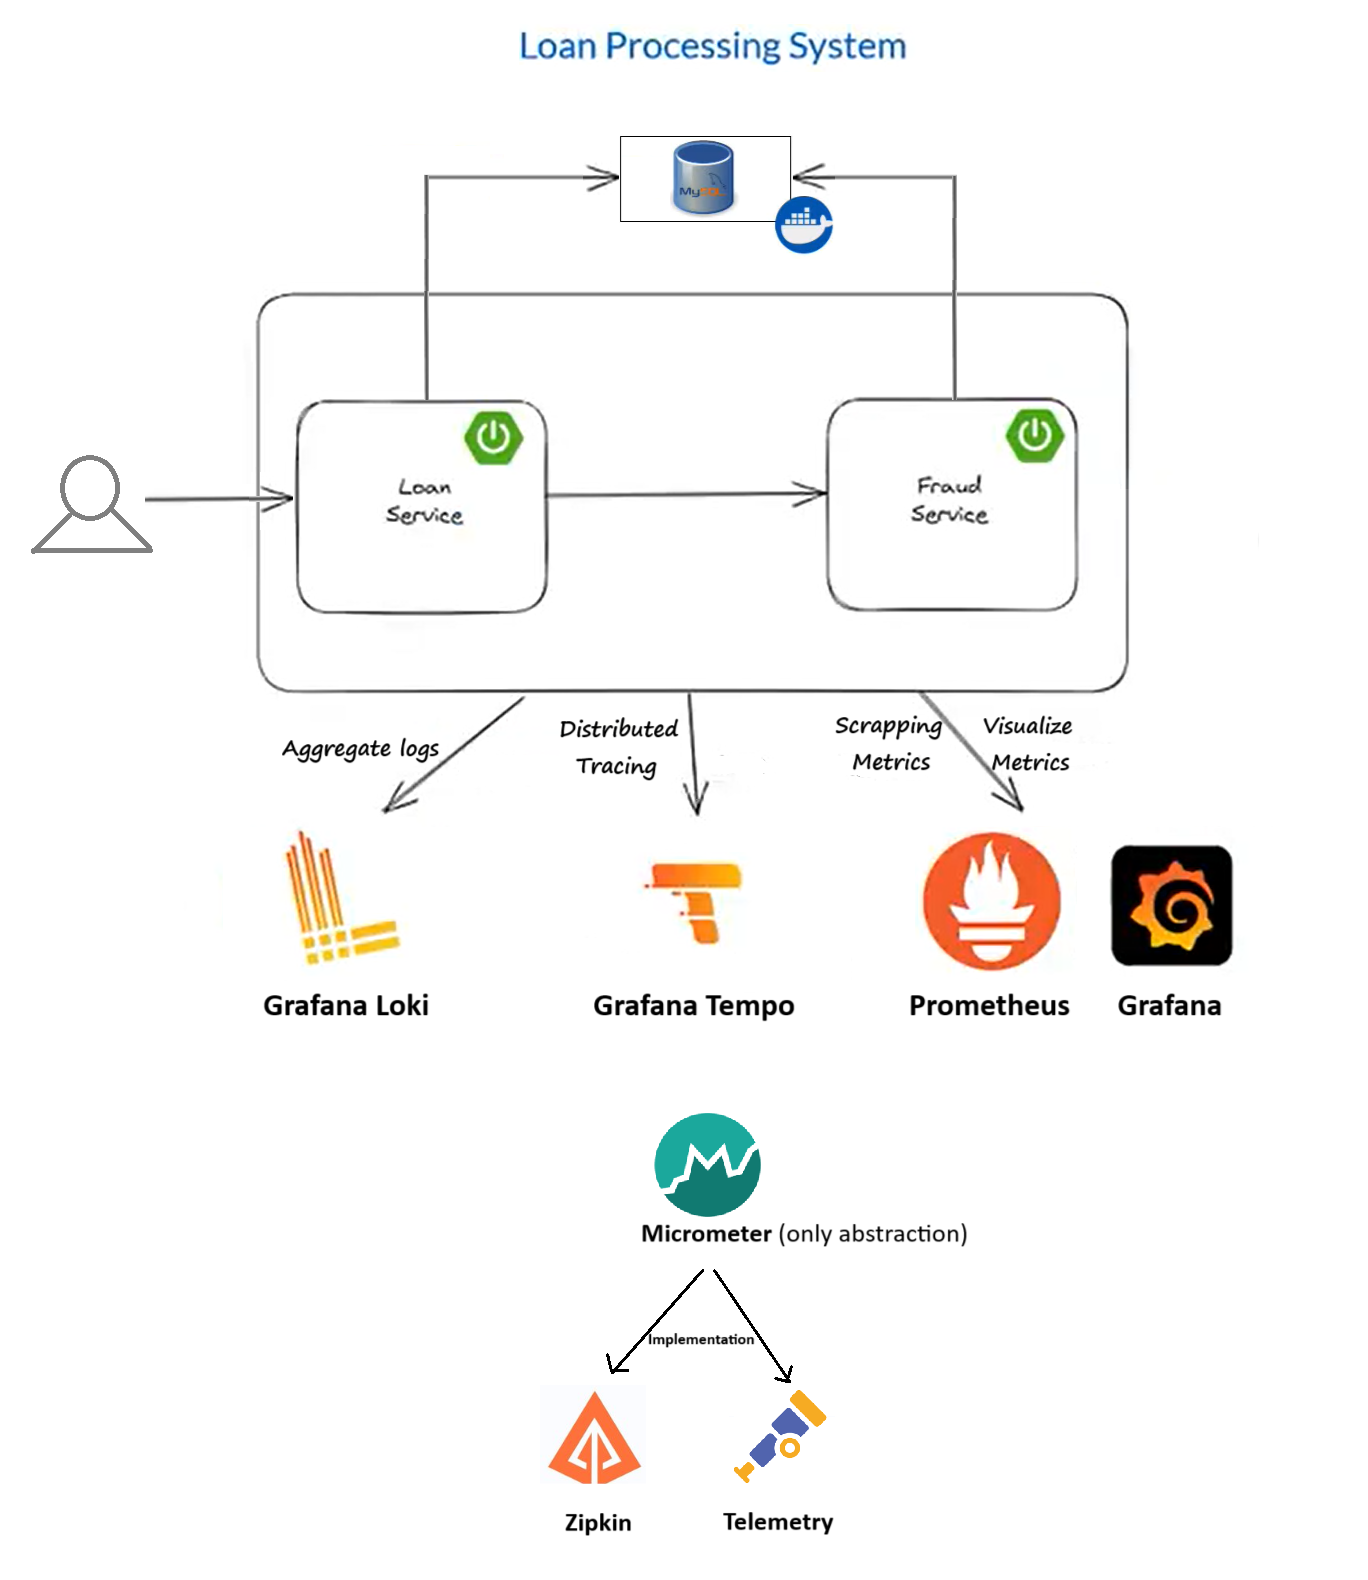 Loan Processing System
MySQL
Loan
Service
Fraud
Service
Aggregate logs
Distributed
Tracing
Scrapping
Metrics
Visualize
Metrics
Grafana Loki
Grafana Tempo
Prometheus
Grafana
Micrometer (only abstraction)
Implementation
Zipkin
Telemetry